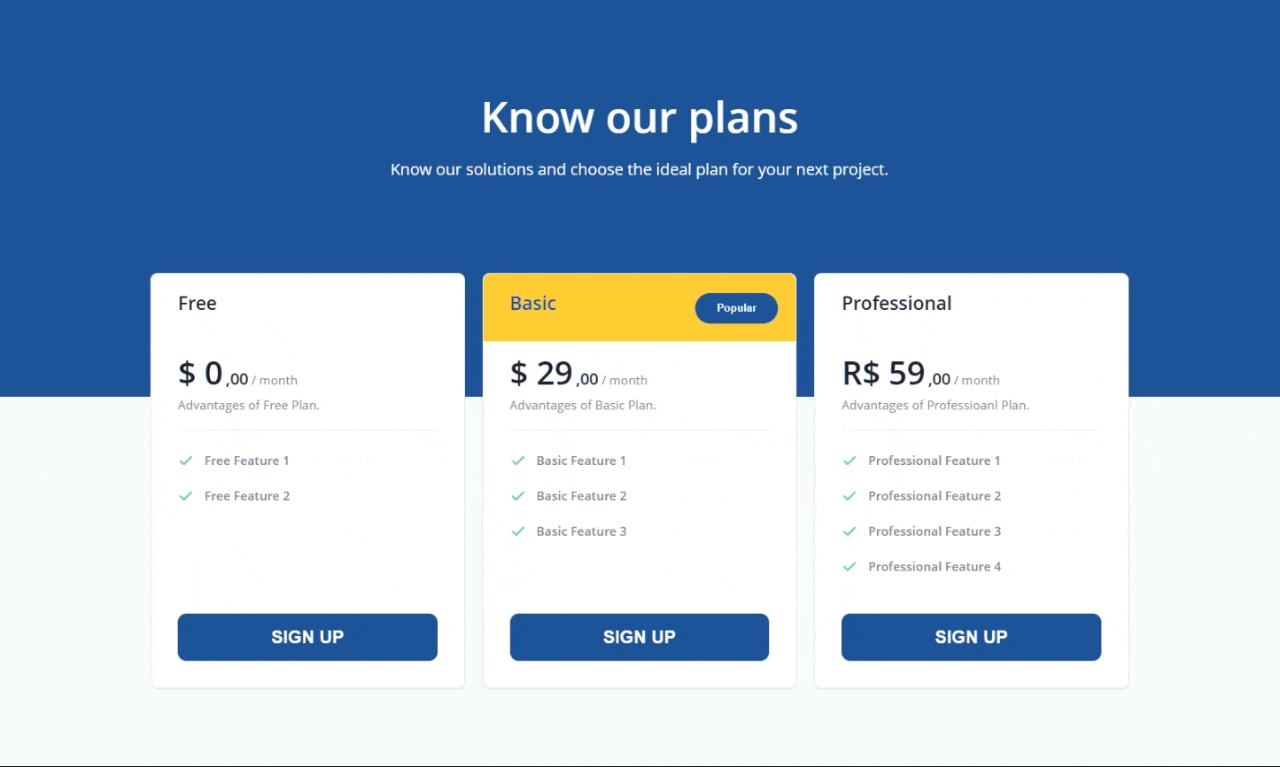 Know our plans
Know our solutions and choose the ideal plan for your next project.
Free
$ 0,00 / month
Advantages of Free Plan.
Free Feature 1
Free Feature 2
SIGN UP
Basic
Popular
$ 29,00 / month
Advantages of Basic Plan.
Basic Feature 1
Basic Feature 2
Basic Feature 3
SIGN UP
Professional
R$ 59,00 / month
Advantages of Professioanl Plan.
Professional Feature 1
Professional Feature 2
Professional Feature 3
Professional Feature 4
SIGN UP